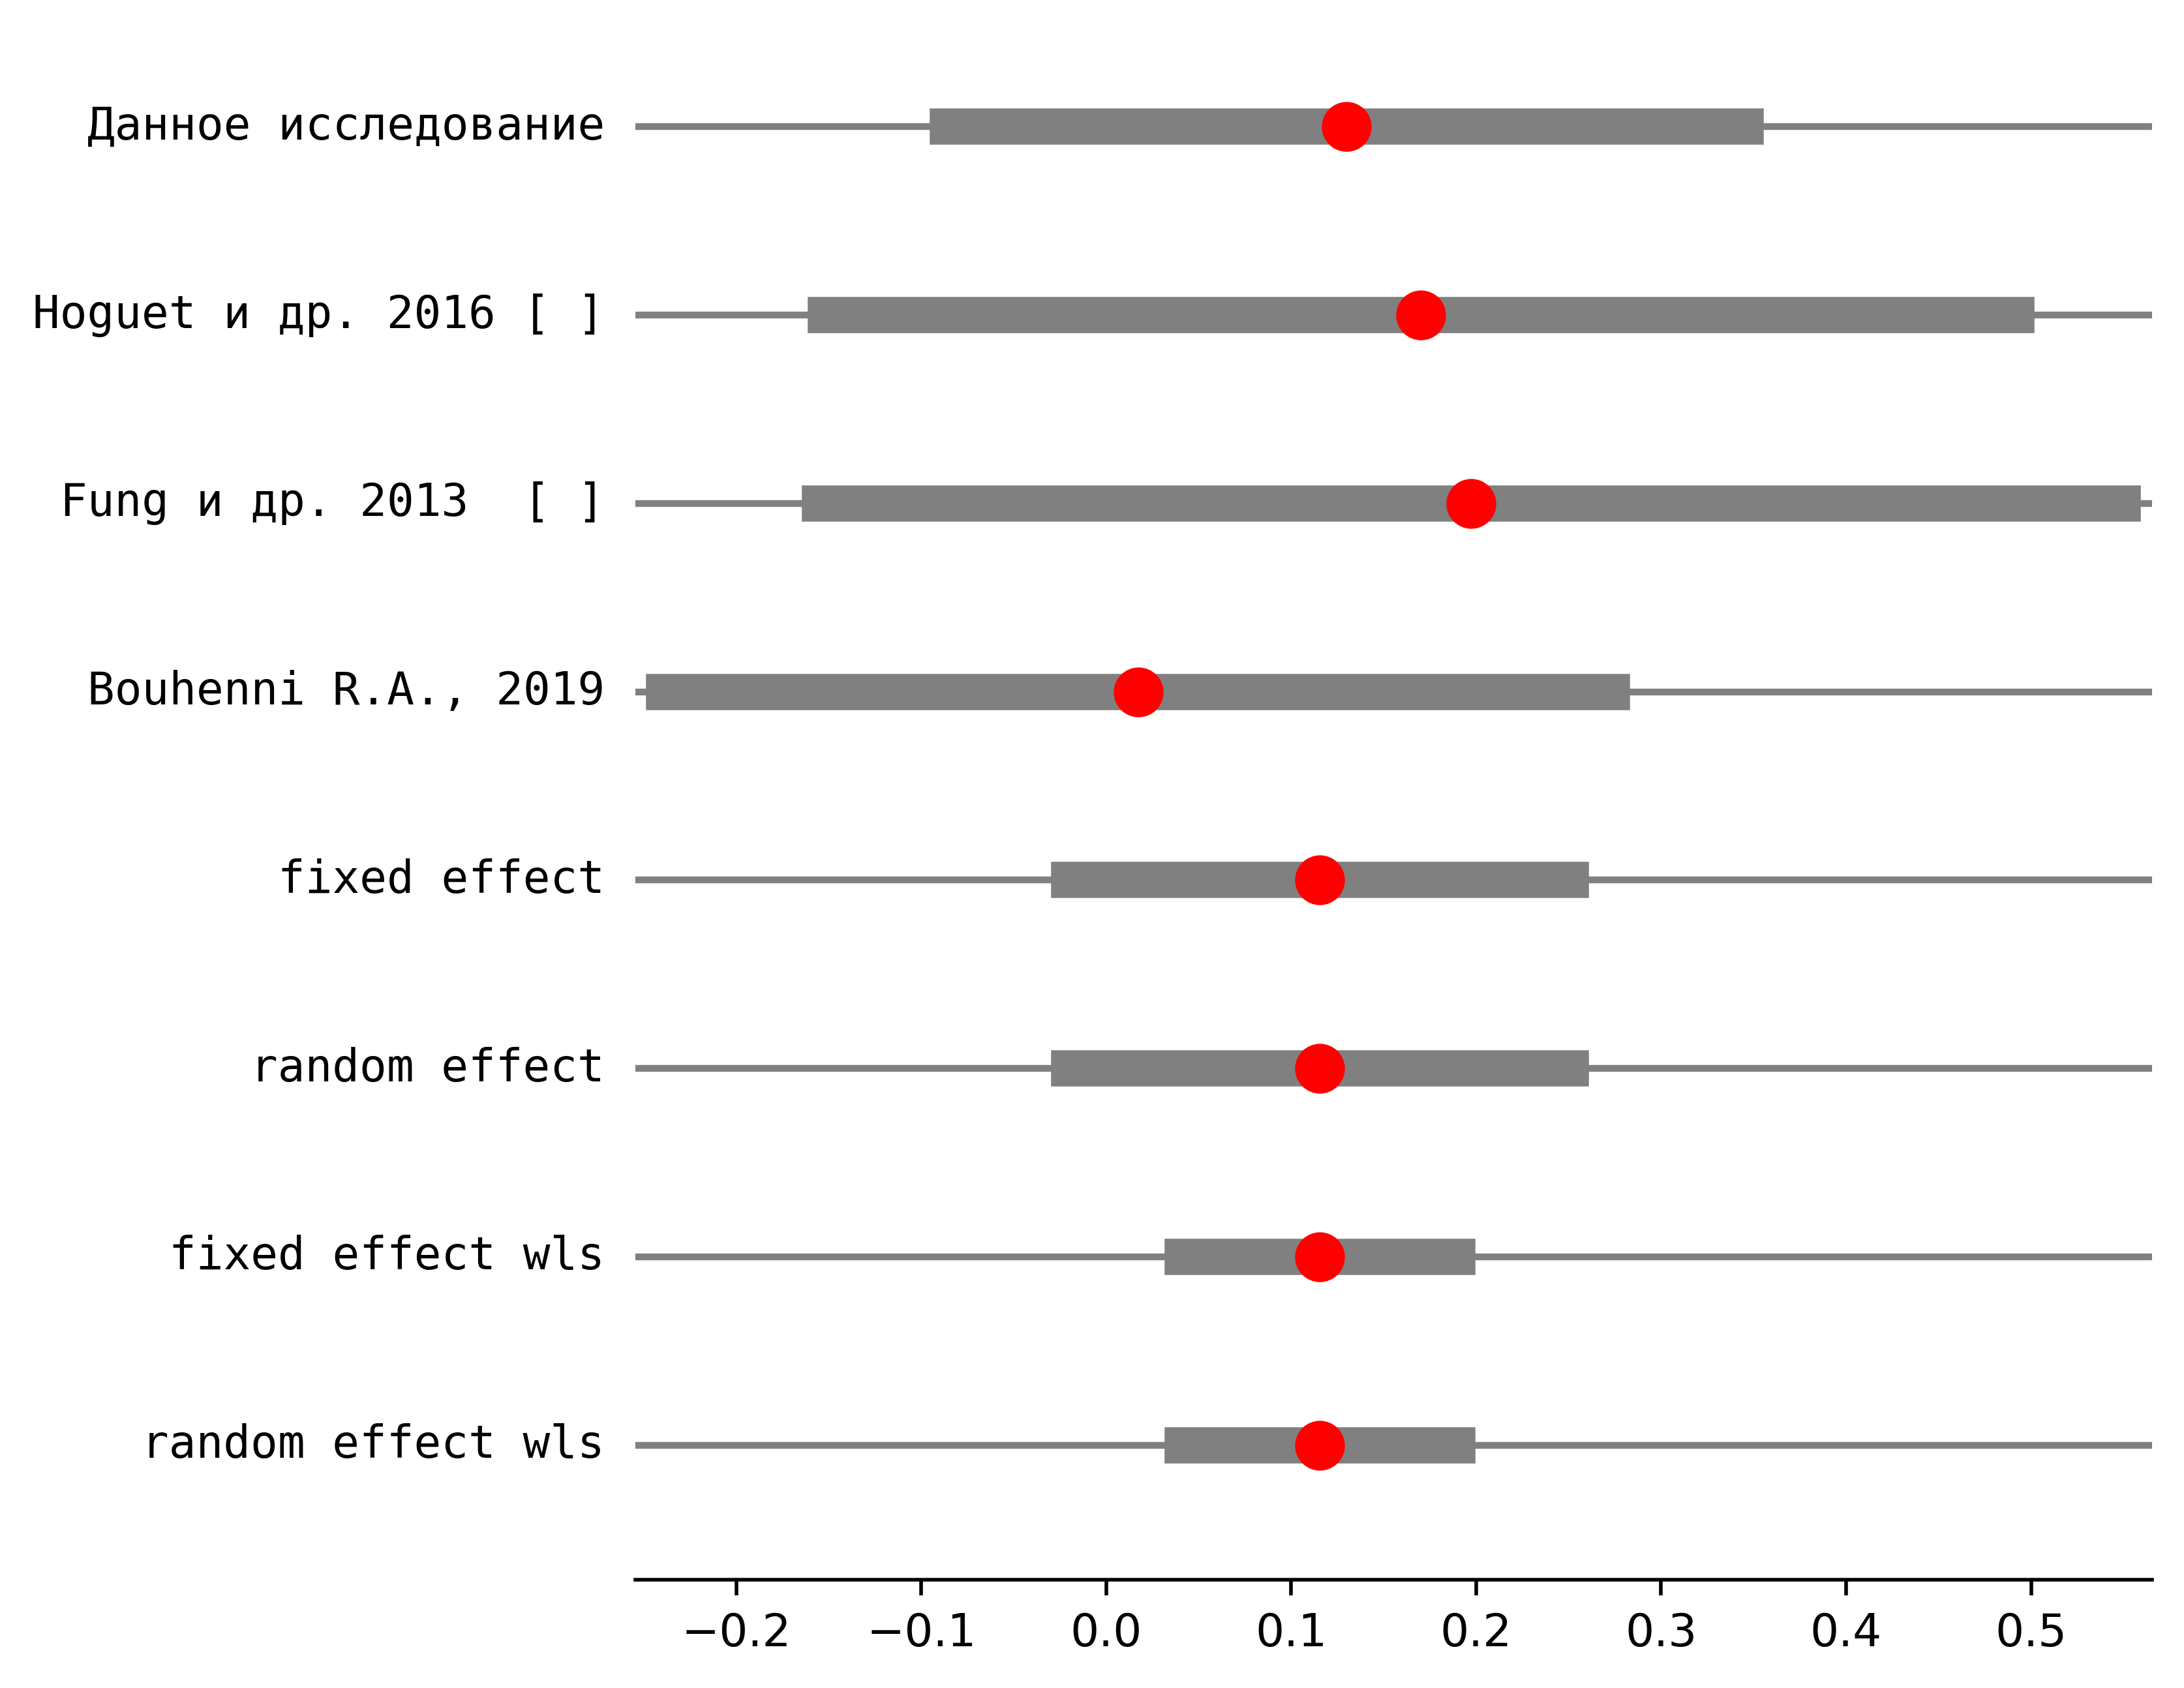 Данное исследование
Hoguet и др. 2016 [ ]
Fung и др. 2013  [ ]
Bouhenni R.A., 2019
fixed effect
random effect
fixed effect wls
random effect wls
−0.2 −0.1 0.0 0.1 0.2 0.3 0.4 0.5